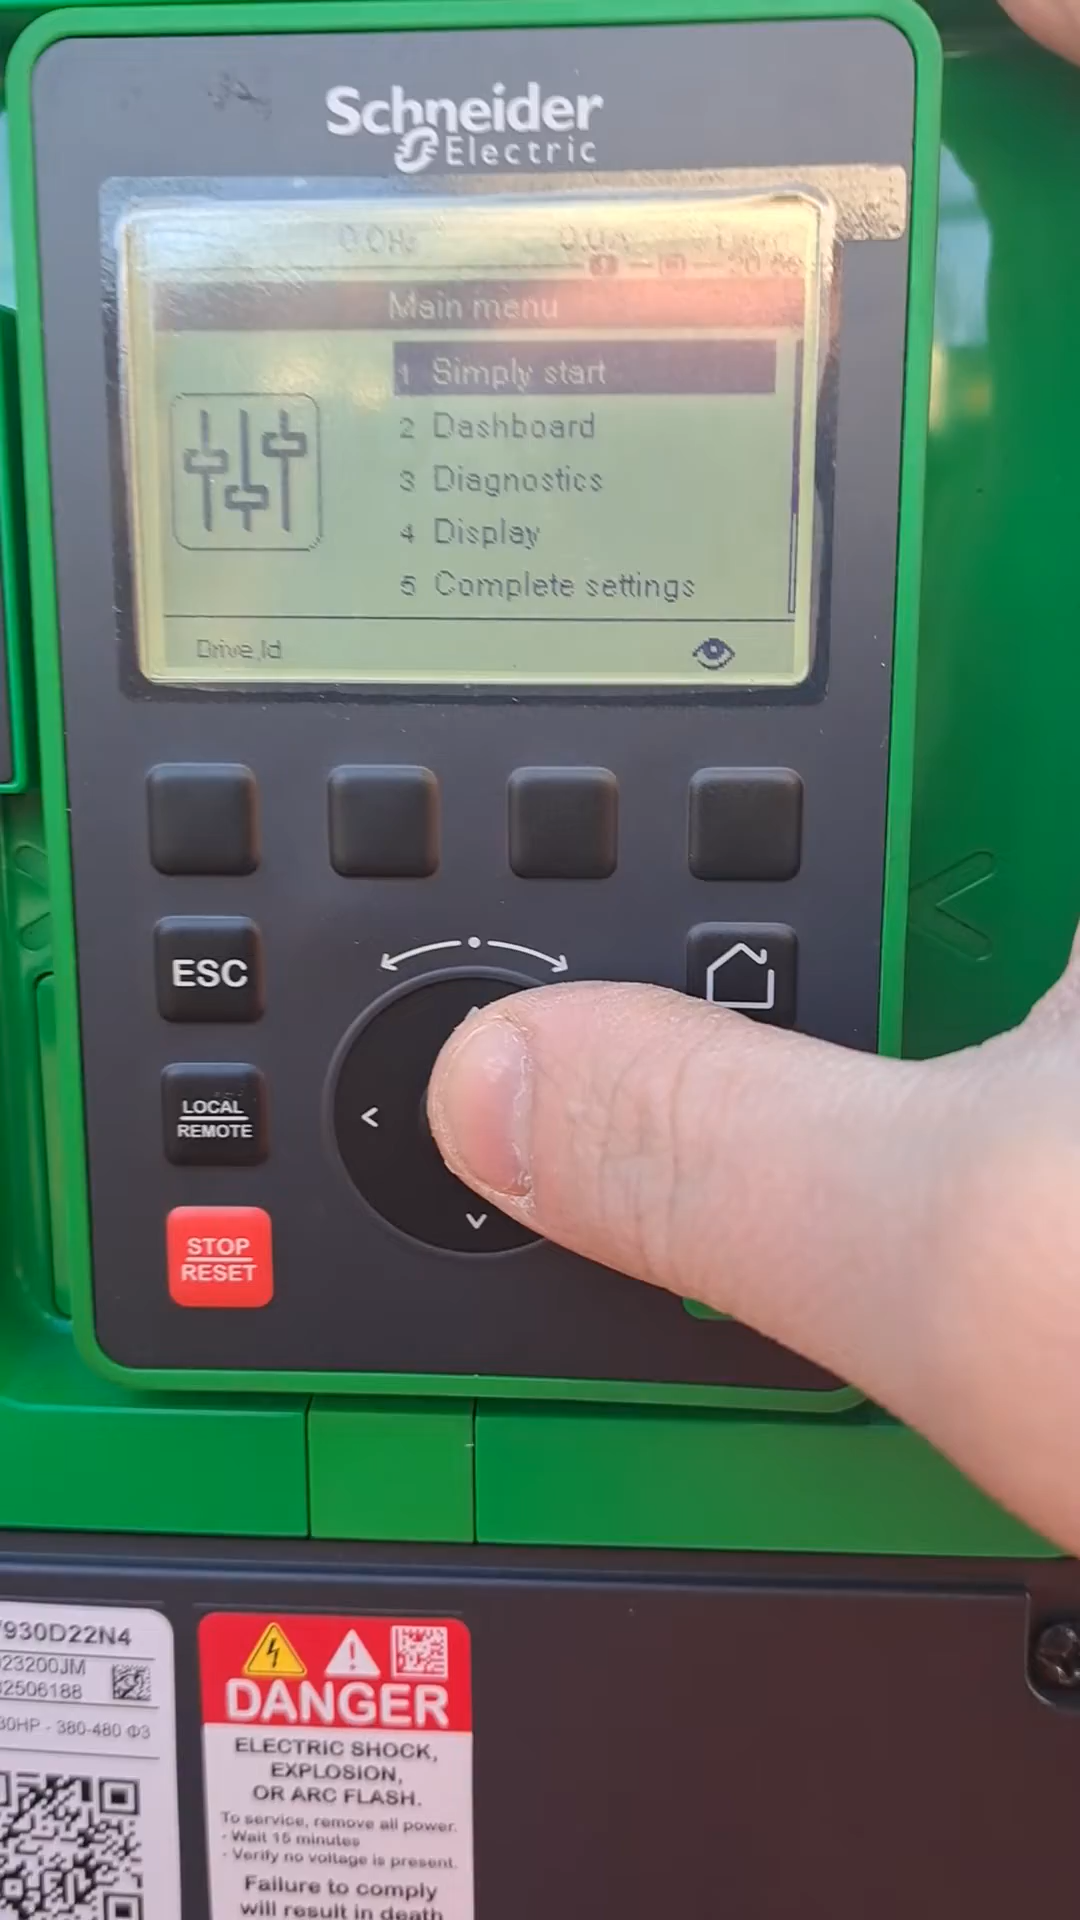 Schneider
Electric
0.0Hz
Main menu
1 Simply start
2 Dashboard
3 Diagnostics
4 Display
5 Complete settings
Drive,Id
ESC
LOCAL
REMOTE
STOP
RESET
930D22N4
23200JM
2506188
30HP - 380-480 Φ3
DANGER
ELECTRIC SHOCK,
EXPLOSION,
OR ARC FLASH.
To service, remove all power.
- Wait 15 minutes
- Verify no voltage is present.
Failure to comply
will result in death